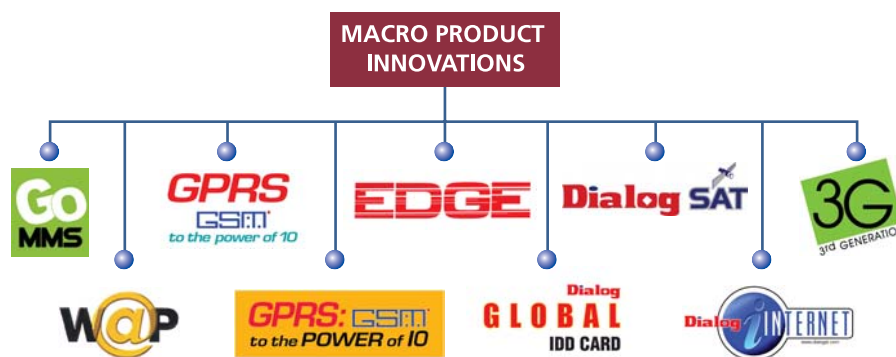 MACRO PRODUCT
INNOVATIONS
Go
MMS
GPRS
GSM
to the power of 10
EDGE
Dialog SAT
3G
3rd GENERATIO
W@P
GPRS: GSM
to the POWER of 10
Dialog
GLOBAL
IDD CARD
Dialog i INTERNET